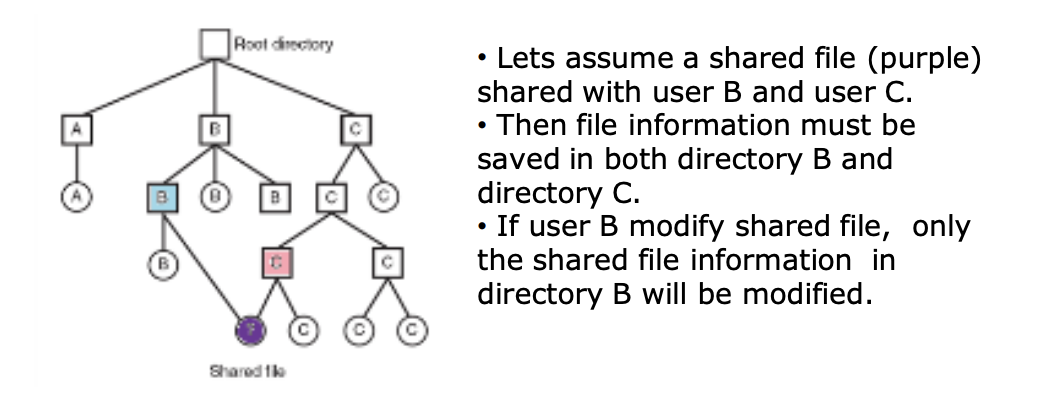 Root directory
• Lets assume a shared file (purple)
shared with user B and user C.
• Then file information must be
saved in both directory B and
directory C.
• If user B modify shared file, only
the shared file information in
directory B will be modified.
A B C
A B B B C C
B C C
? C C C
Shared file